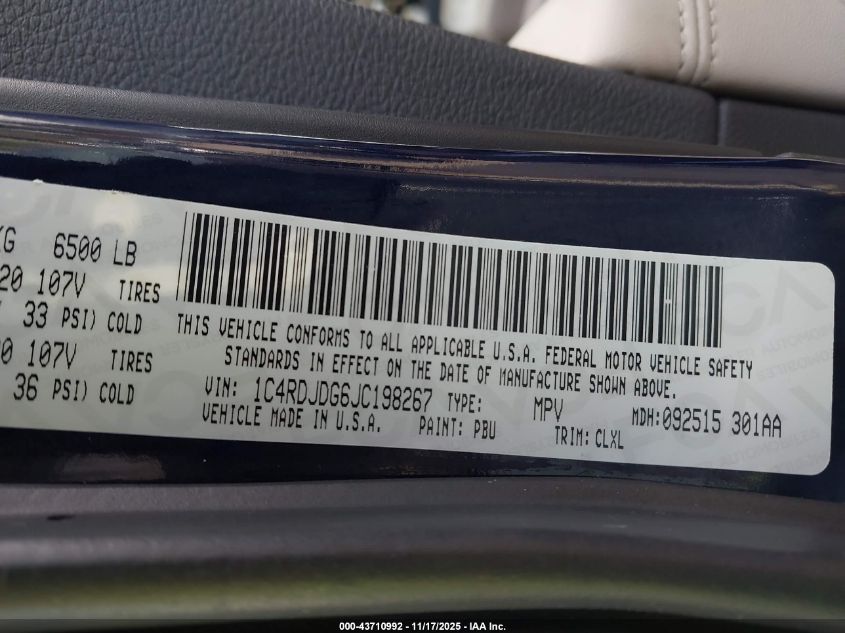 KG 6500 LB
20 107V TIRES
33 PSI) COLD
107V TIRES
36 PSI) COLD
THIS VEHICLE CONFORMS TO ALL APPLICABLE U.S.A. FEDERAL MOTOR VEHICLE SAFETY
STANDARDS IN EFFECT ON THE DATE OF MANUFACTURE SHOWN ABOVE.
VIN: 1C4RDJDG6JC198267 TYPE: MPV MDH:092515 301AA
VEHICLE MADE IN U.S.A. PAINT: PBU TRIM: CLXL
000-43710992 - 11/17/2025 - IAA Inc.